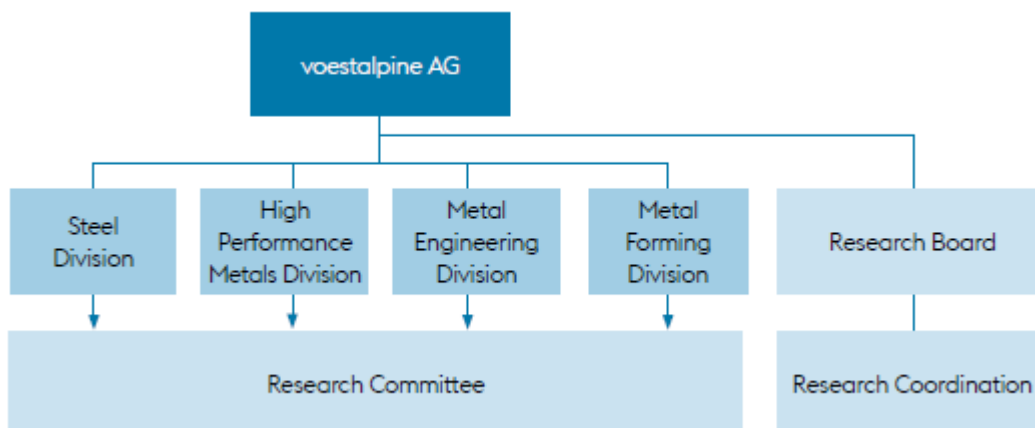 voestalpine AG
Steel
Division
High
Performance
Metals Division
Metal
Engineering
Division
Metal
Forming
Division
Research Board
Research Committee
Research Coordination